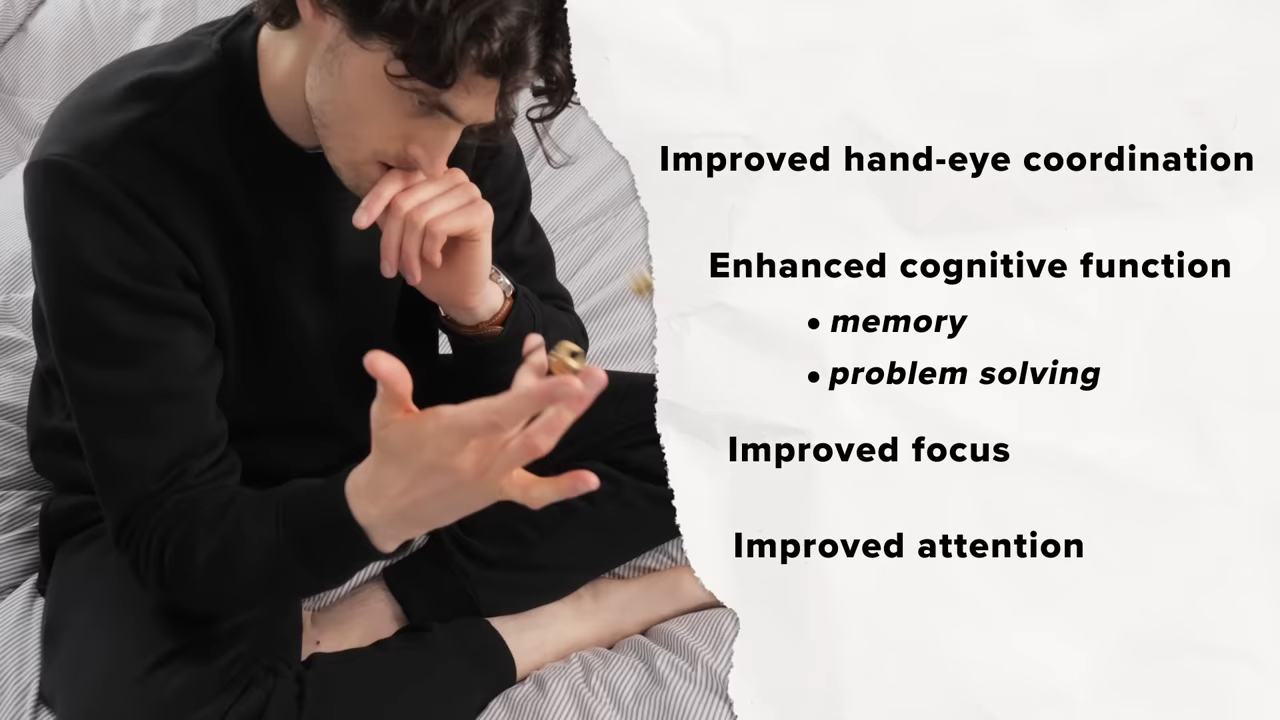 Improved hand-eye coordination
Enhanced cognitive function
• memory
• problem solving
Improved focus
Improved attention